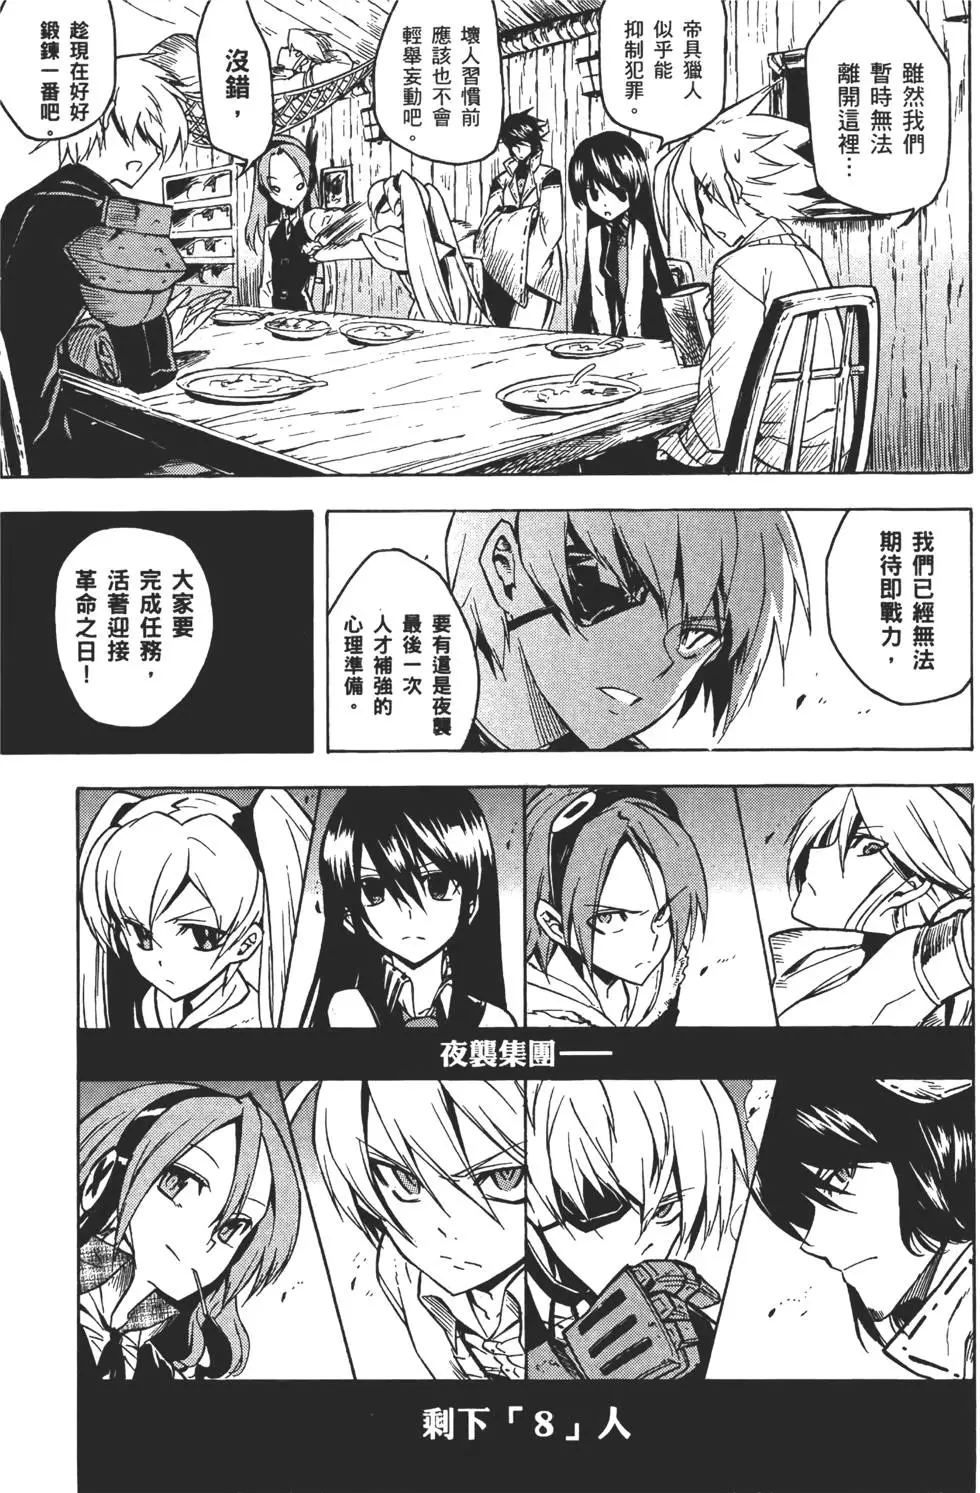 雖然我們
暫時無法
離開這裡…
帝具獵人
似乎能
抑制犯罪。
壞人習慣前
應該也不會
輕舉妄動吧。
沒錯，
趁現在好好
鍛鍊一番吧。
我們已經無法
期待即戰力，
要有這是夜襲
最後一次
人才補強的
心理準備。
大家要
完成任務，
活著迎接
革命之日！
夜襲集團——
剩下「8」人